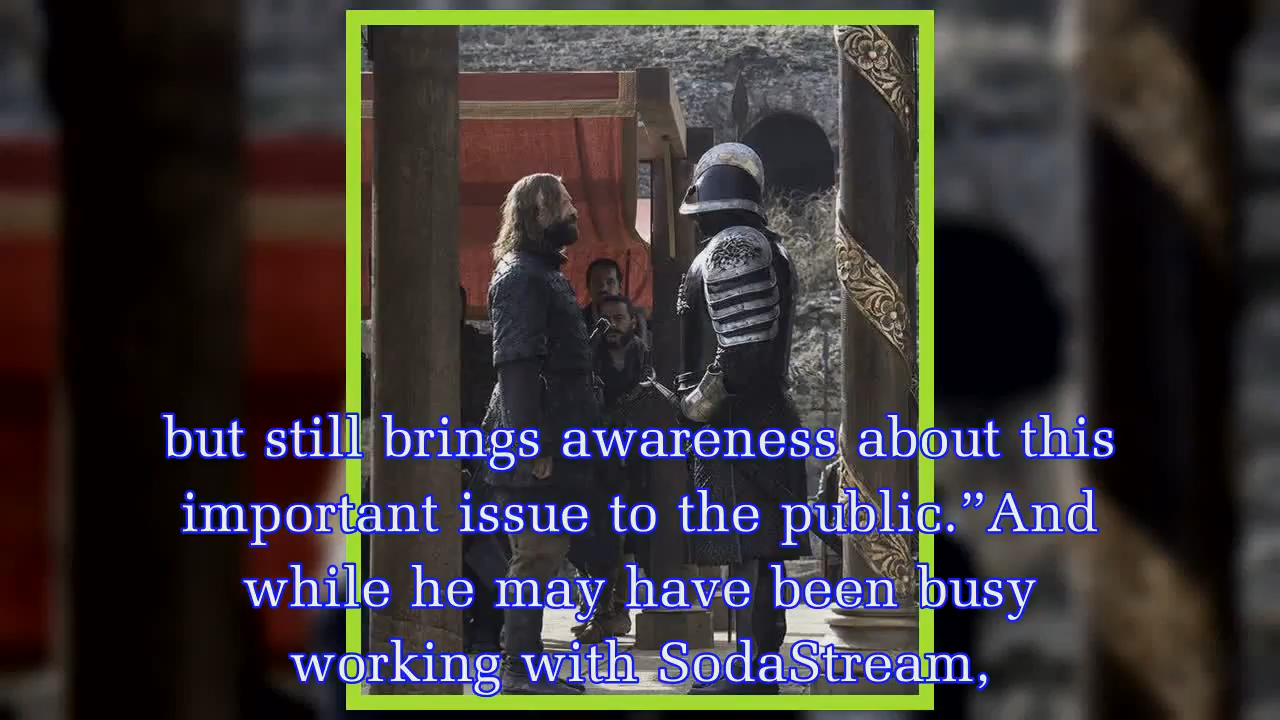 but still brings awareness about this
important issue to the public.”And
while he may have been busy
working with SodaStream,